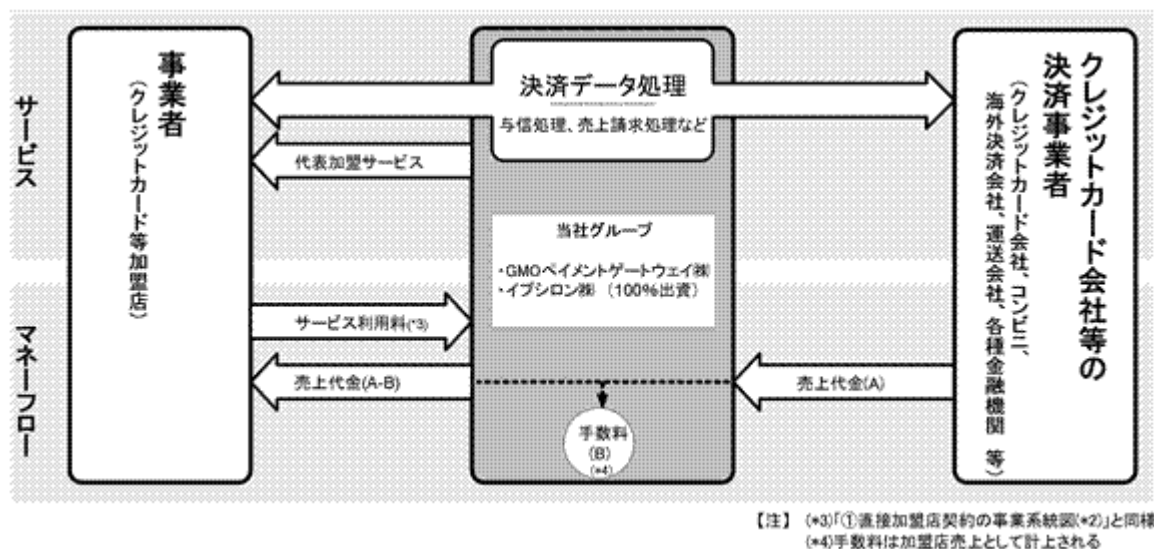 サービス
マネーフロー
事業者
(クレジットカード等加盟店)
決済データ処理
与信処理、売上請求処理など
代表加盟サービス
当社グループ
・GMOペイメントゲートウェイ㈱
・イプシロン㈱ (100%出資)
サービス利用料(*3)
売上代金(A-B)
売上代金(A)
手数料
(B)
(*4)
クレジットカード会社等の
決済事業者
(クレジットカード会社、コンビニ、
海外決済会社、運送会社、各種金融機関 等)
【注】 (*3)「①直接加盟店契約の事業系統図(*2)」と同様
(*4)手数料は加盟店売上として計上される